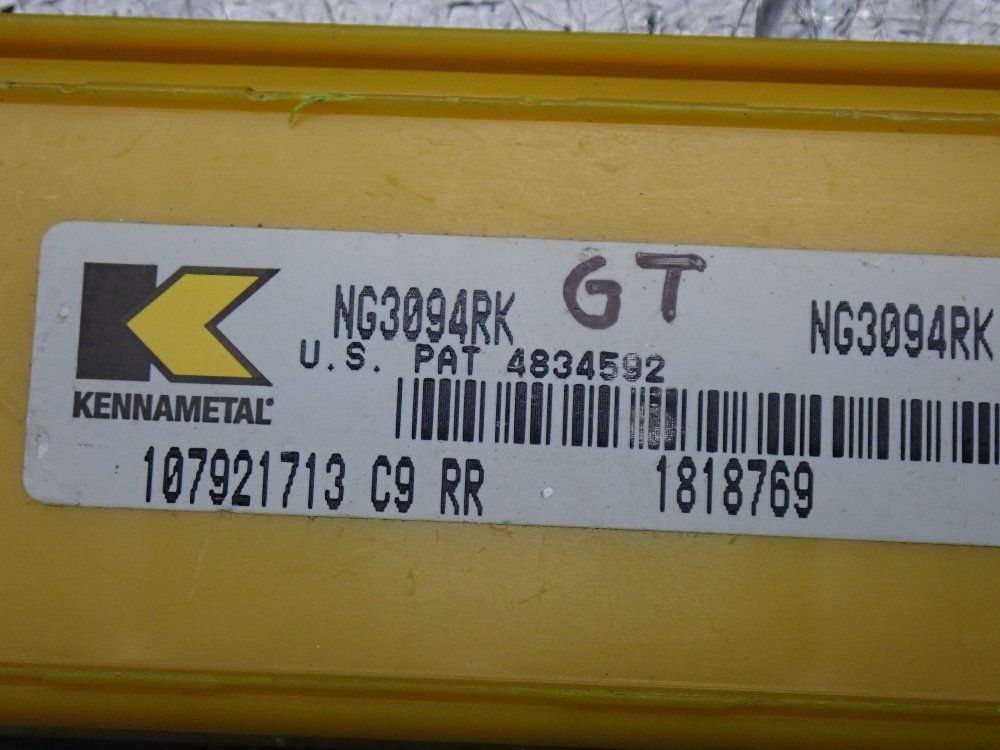 KENNAMETAL®
NG3094RK GT NG3094RK
U.S. PAT 4834592
107921713 C9 RR 1818769